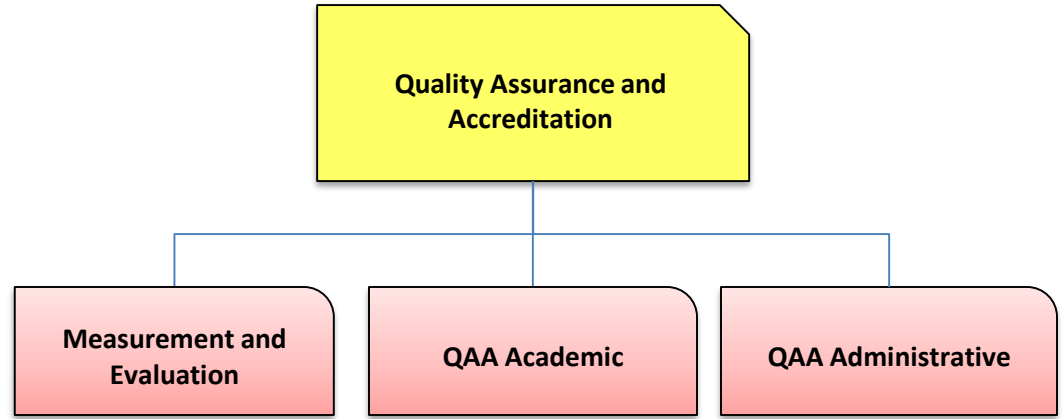 Quality Assurance and
Accreditation
Measurement and
Evaluation
QAA Academic
QAA Administrative